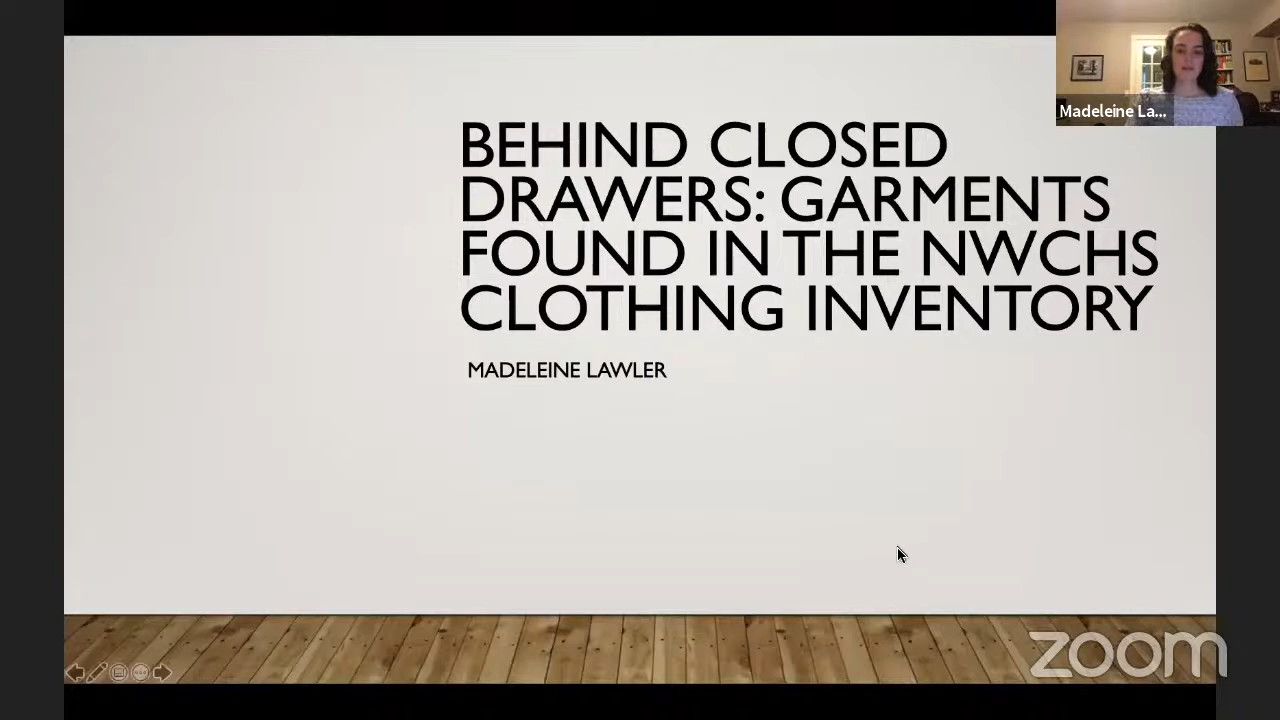 Madeleine La...
BEHIND CLOSED
DRAWERS: GARMENTS
FOUND IN THE NWCHS
CLOTHING INVENTORY
MADELEINE LAWLER
zoom